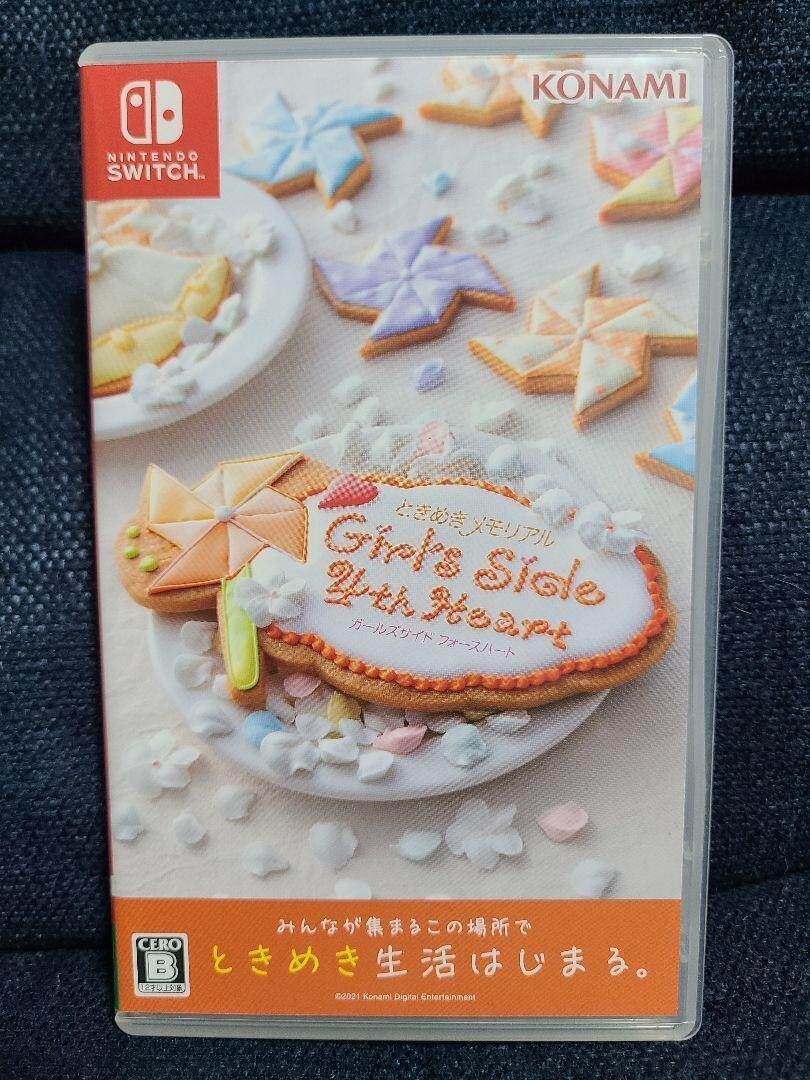 NINTENDO
SWITCH™
KONAMI
ときめきメモリアル
Girl's Side
4th Heart
ガールズサイド フォースハート
みんなが集まるこの場所で
ときめき生活はじまる。
CERO
B
12才以上対象
©2021 Konami Digital Entertainment